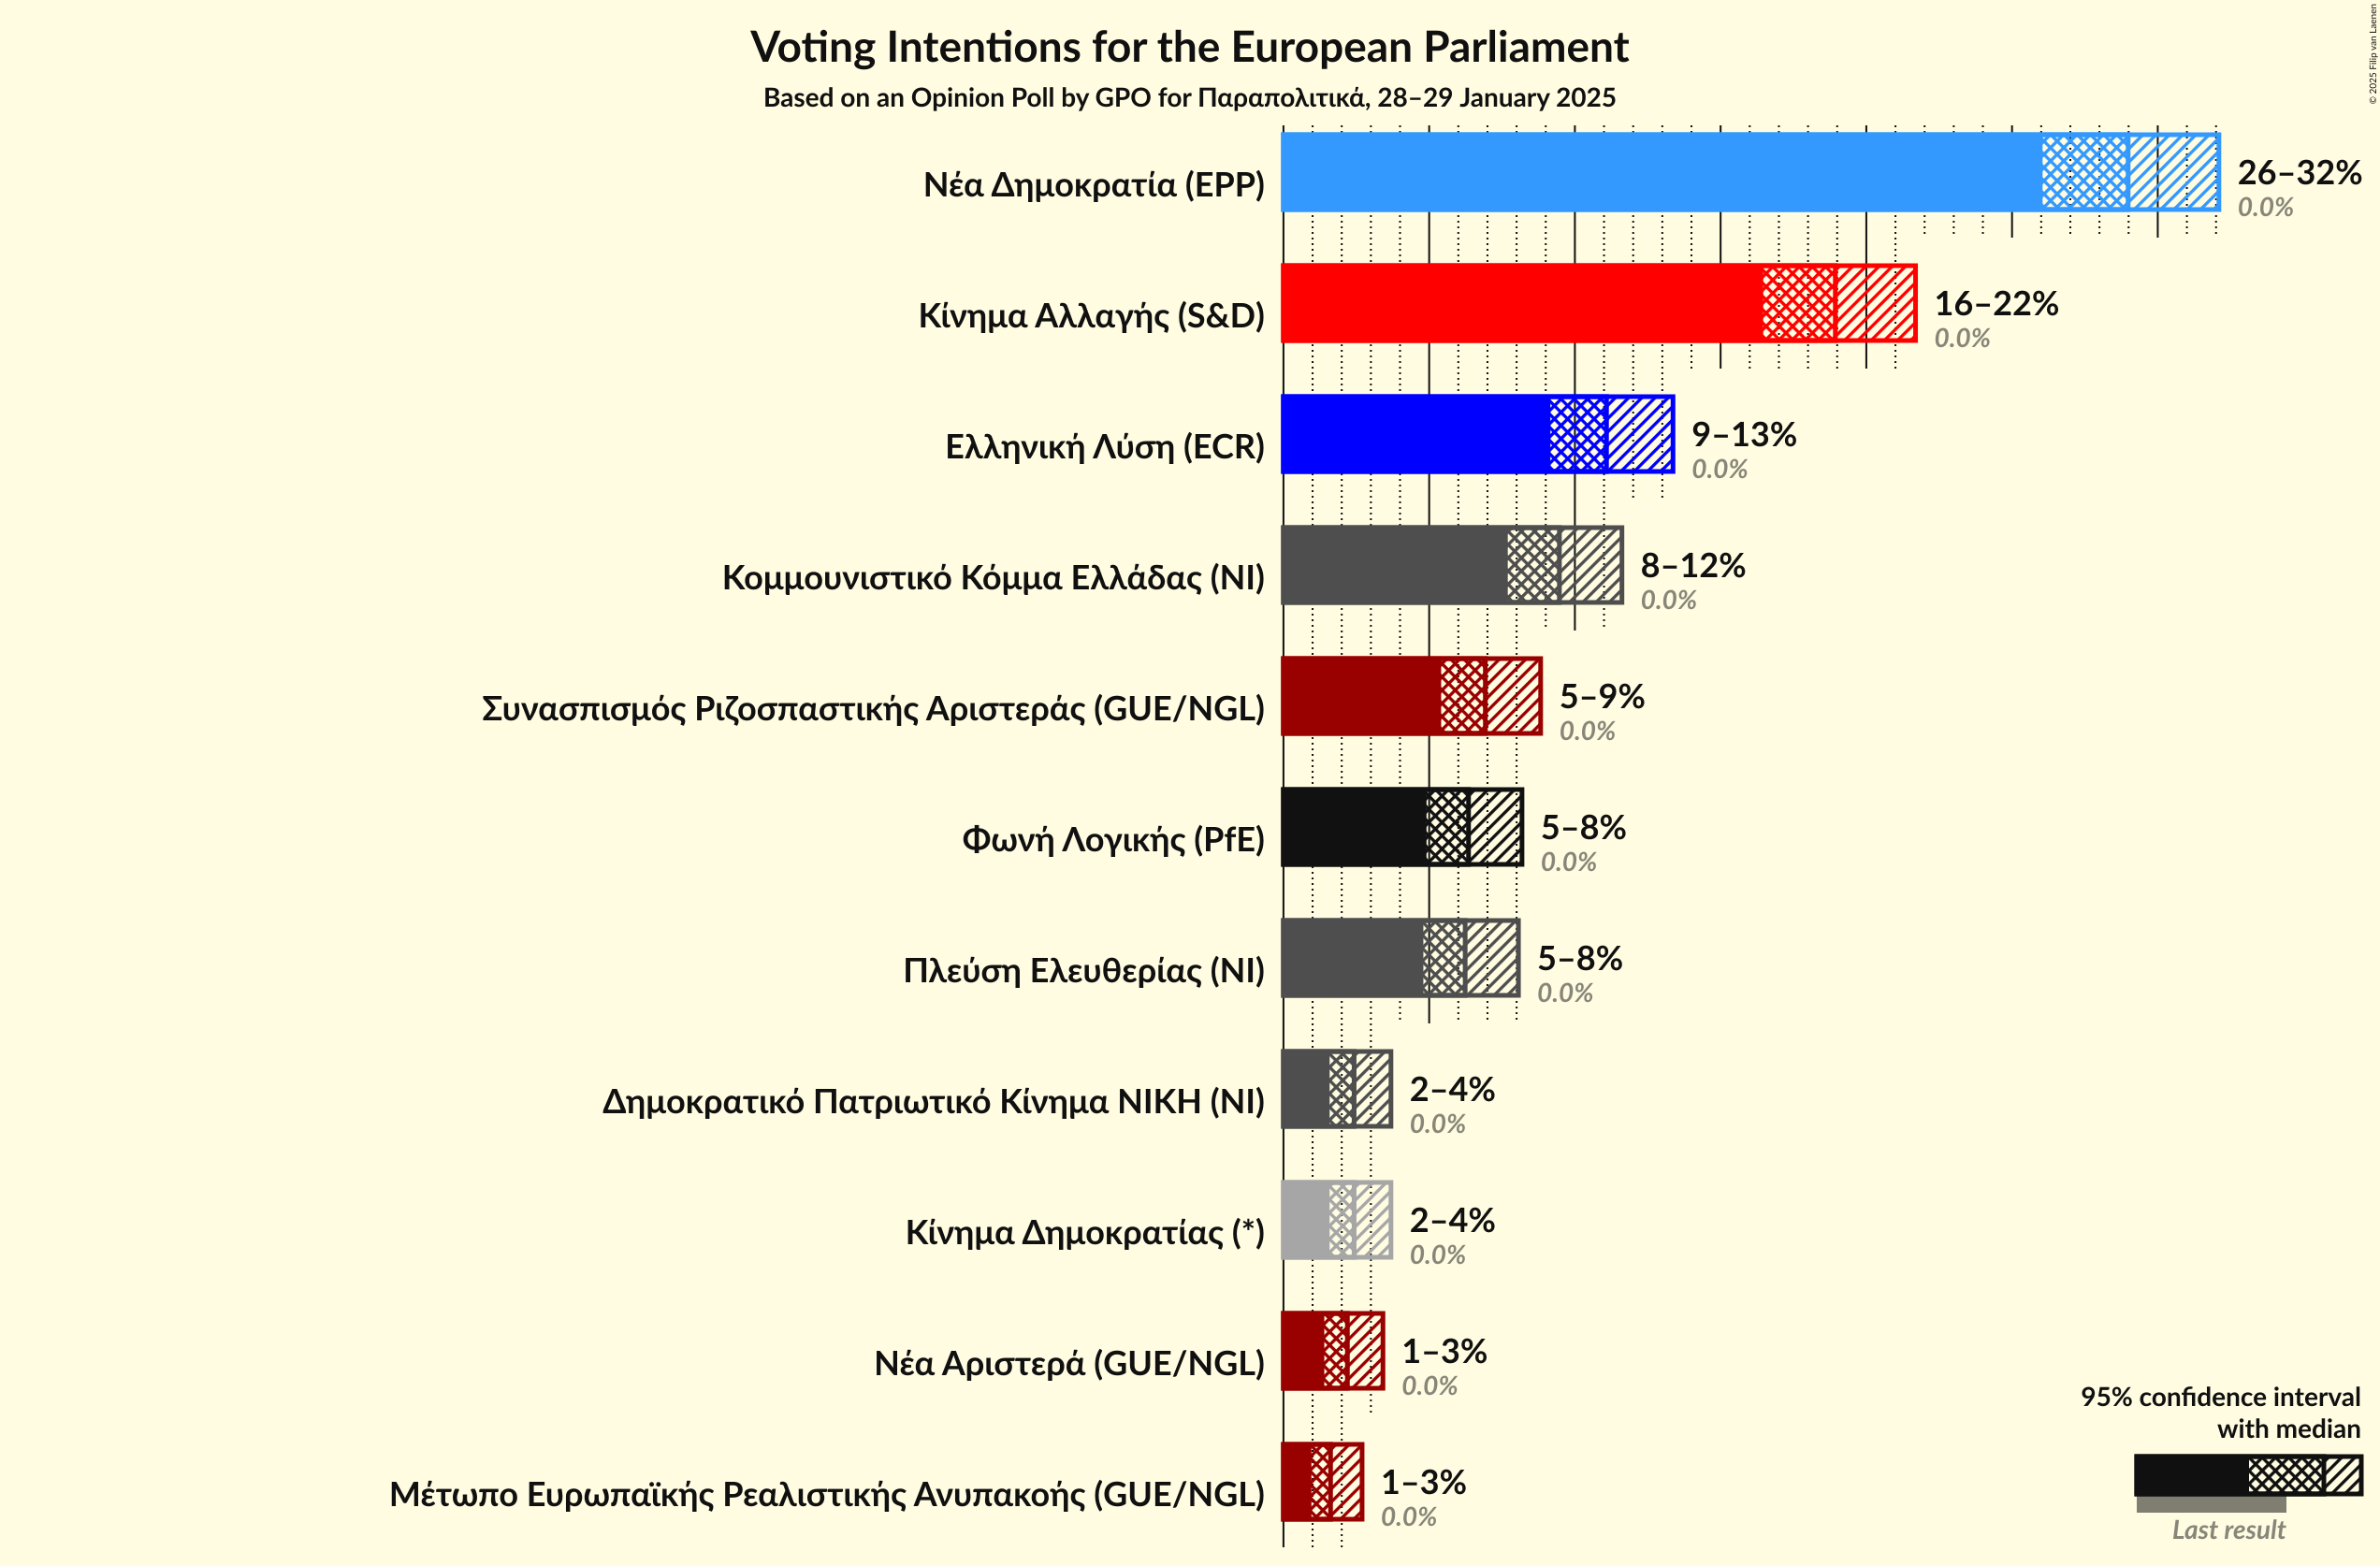 © 2025 Filip van Laenen
Voting Intentions for the European Parliament
Based on an Opinion Poll by GPO for Παραπολιτικά, 28–29 January 2025
Νέα Δημοκρατία (EPP)
26–32%
0.0%
Κίνημα Αλλαγής (S&D)
16–22%
0.0%
Ελληνική Λύση (ECR)
9–13%
0.0%
Κομμουνιστικό Κόμμα Ελλάδας (NI)
8–12%
0.0%
Συνασπισμός Ριζοσπαστικής Αριστεράς (GUE/NGL)
5–9%
0.0%
Φωνή Λογικής (PfE)
5–8%
0.0%
Πλεύση Ελευθερίας (NI)
5–8%
0.0%
Δημοκρατικό Πατριωτικό Κίνημα ΝΙΚΗ (NI)
2–4%
0.0%
Κίνημα Δημοκρατίας (*)
2–4%
0.0%
Νέα Αριστερά (GUE/NGL)
1–3%
0.0%
Μέτωπο Ευρωπαϊκής Ρεαλιστικής Ανυπακοής (GUE/NGL)
1–3%
0.0%
95% confidence interval
with median
Last result